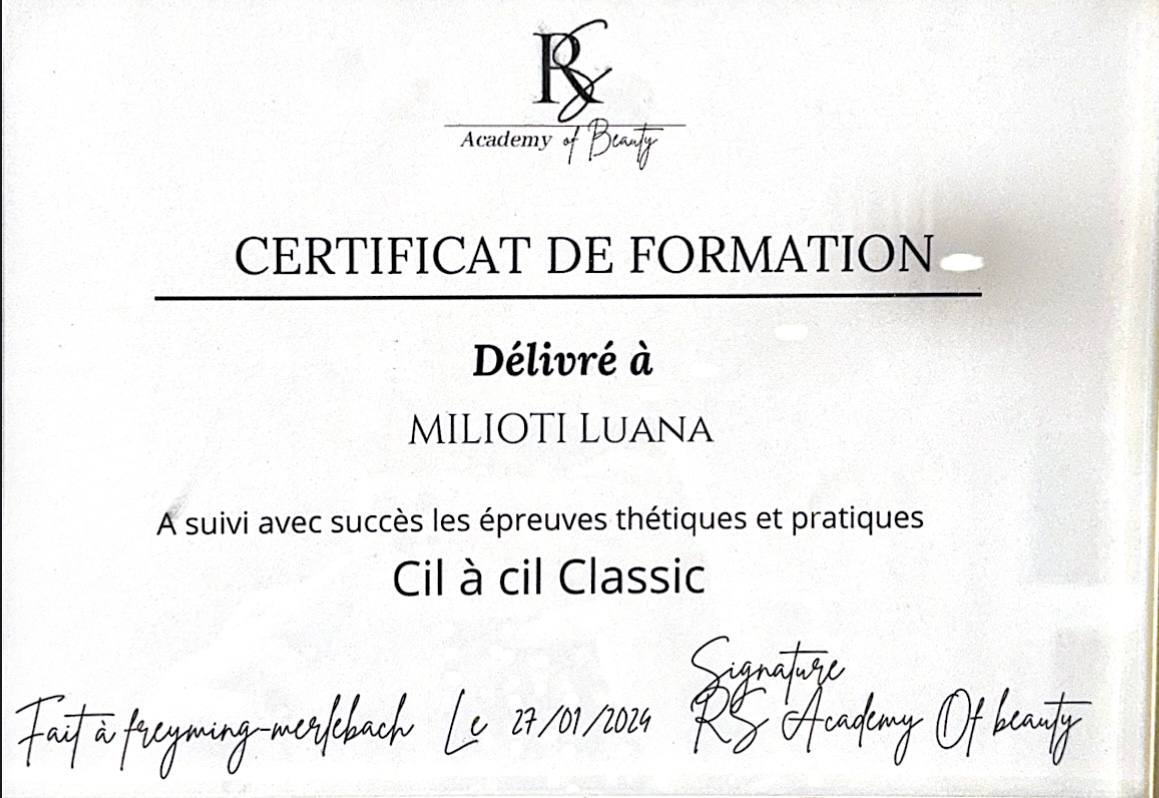 RS
Academy of Beauty
CERTIFICAT DE FORMATION
Délivré à
MILIOTI LUANA
A suivi avec succès les épreuves thétiques et pratiques
Cil à cil Classic
Signature
Fait à freyming-merlebach Le 27/01/2024 RS Academy Of beauty